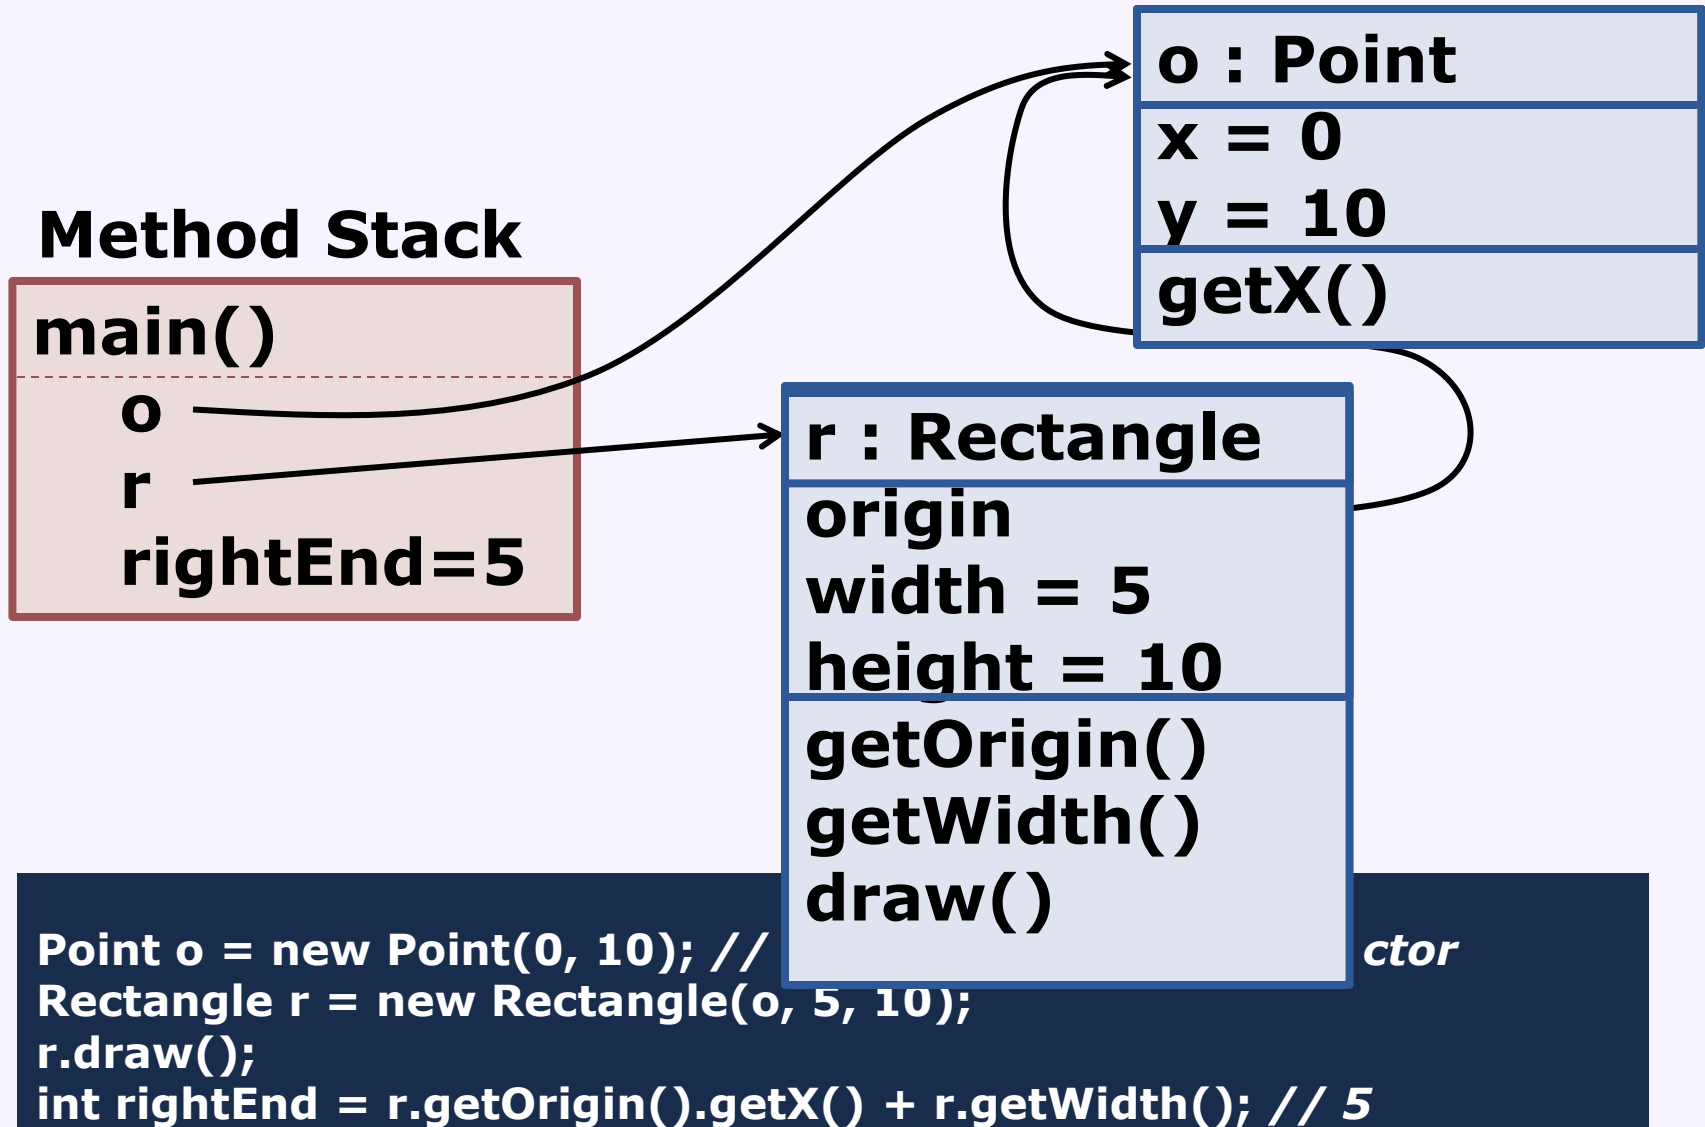 Method Stack
main()
o
r
rightEnd=5
o : Point
x = 0
y = 10
getX()
r : Rectangle
origin
width = 5
height = 10
getOrigin()
getWidth()
draw()
Point o = new Point(0, 10); // ctor
Rectangle r = new Rectangle(o, 5, 10);
r.draw();
int rightEnd = r.getOrigin().getX() + r.getWidth(); // 5